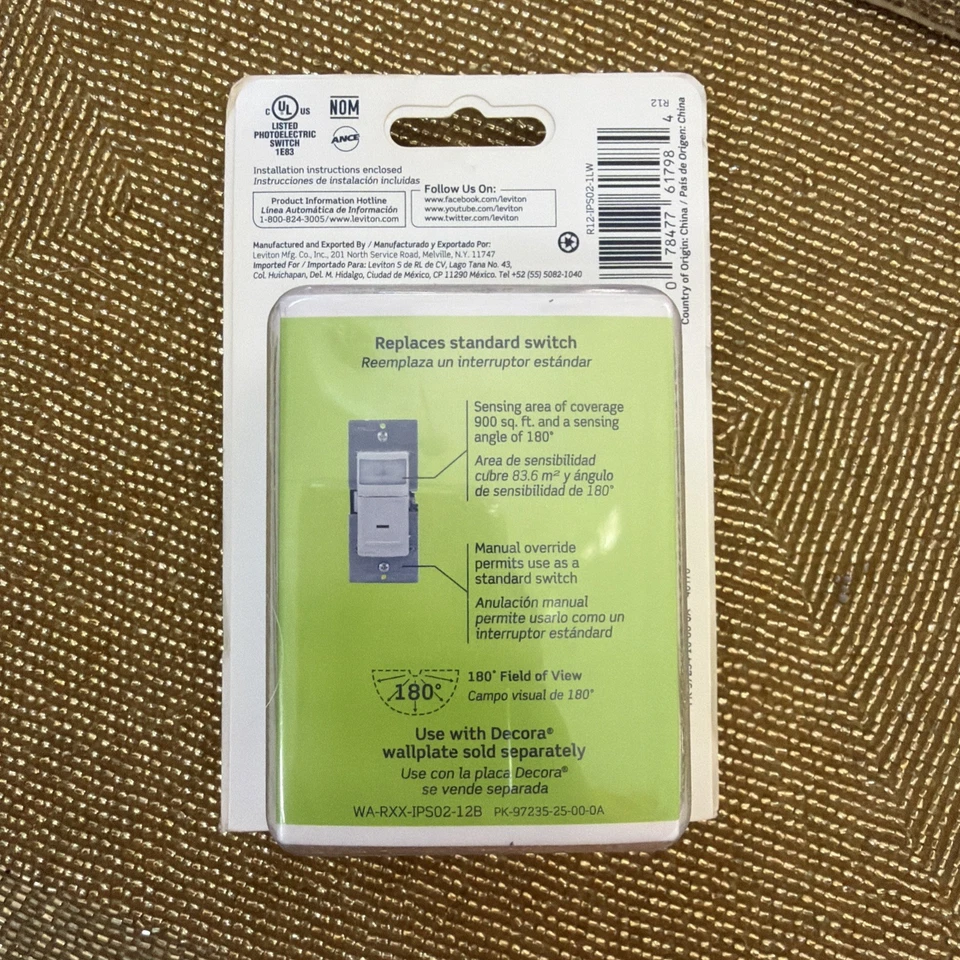 C UL US
LISTED
PHOTOELECTRIC
SWITCH
1E83
NOM
ANCE
Installation instructions enclosed
Instrucciones de instalación incluidas
Product Information Hotline
Línea Automática de Información
1-800-824-3005/www.leviton.com
Follow Us On:
www.facebook.com/leviton
www.youtube.com/leviton
www.twitter.com/leviton
Manufactured and Exported By / Manufacturado y Exportado Por:
Leviton Mfg. Co., Inc., 201 North Service Road, Melville, N.Y. 11747
Imported For / Importado Para: Leviton S de RL de CV, Lago Tana No. 43,
Col. Huichapan, Del. M. Hidalgo, Ciudad de México, CP 11290 México. Tel +52 (55) 5082-1040
R12
R12-IPS02-1LW
0 78477 61798 4
Country of Origin: China / País de Origen: China
Replaces standard switch
Reemplaza un interruptor estándar
Sensing area of coverage
900 sq. ft. and a sensing
angle of 180°
Area de sensibilidad
cubre 83.6 m² y ángulo
de sensibilidad de 180°
Manual override
permits use as a
standard switch
Anulación manual
permite usarlo como un
interruptor estándard
180°
180° Field of View
Campo visual de 180°
Use with Decora®
wallplate sold separately
Use con la placa Decora®
se vende separada
WA-RXX-IPS02-12B PK-97235-25-00-0A